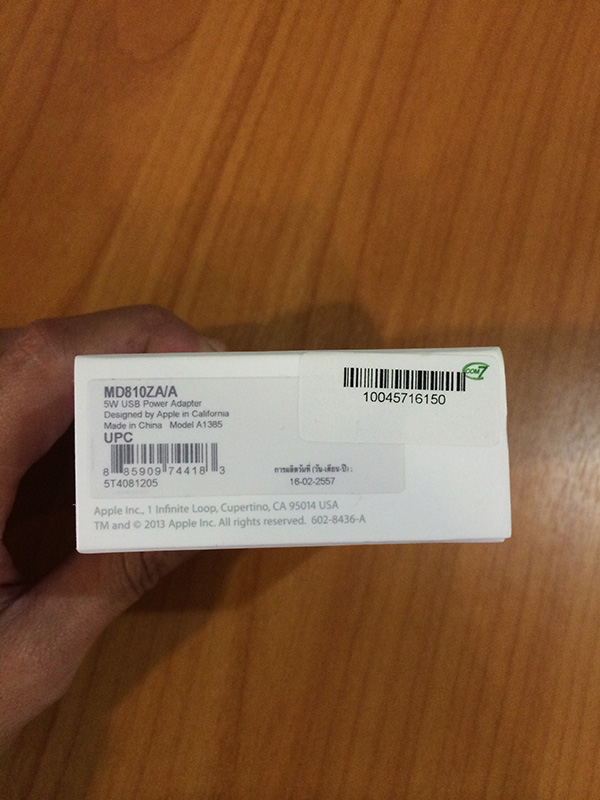 MD810ZA/A
5W USB Power Adapter
Designed by Apple in California
Made in China Model A1385
UPC
8 85909 74418 3
5T4081205
การผลิตวันที่ (วัน-เดือน-ปี) :
16-02-2557
COM7
10045716150
Apple Inc., 1 Infinite Loop, Cupertino, CA 95014 USA
TM and © 2013 Apple Inc. All rights reserved. 602-8436-A